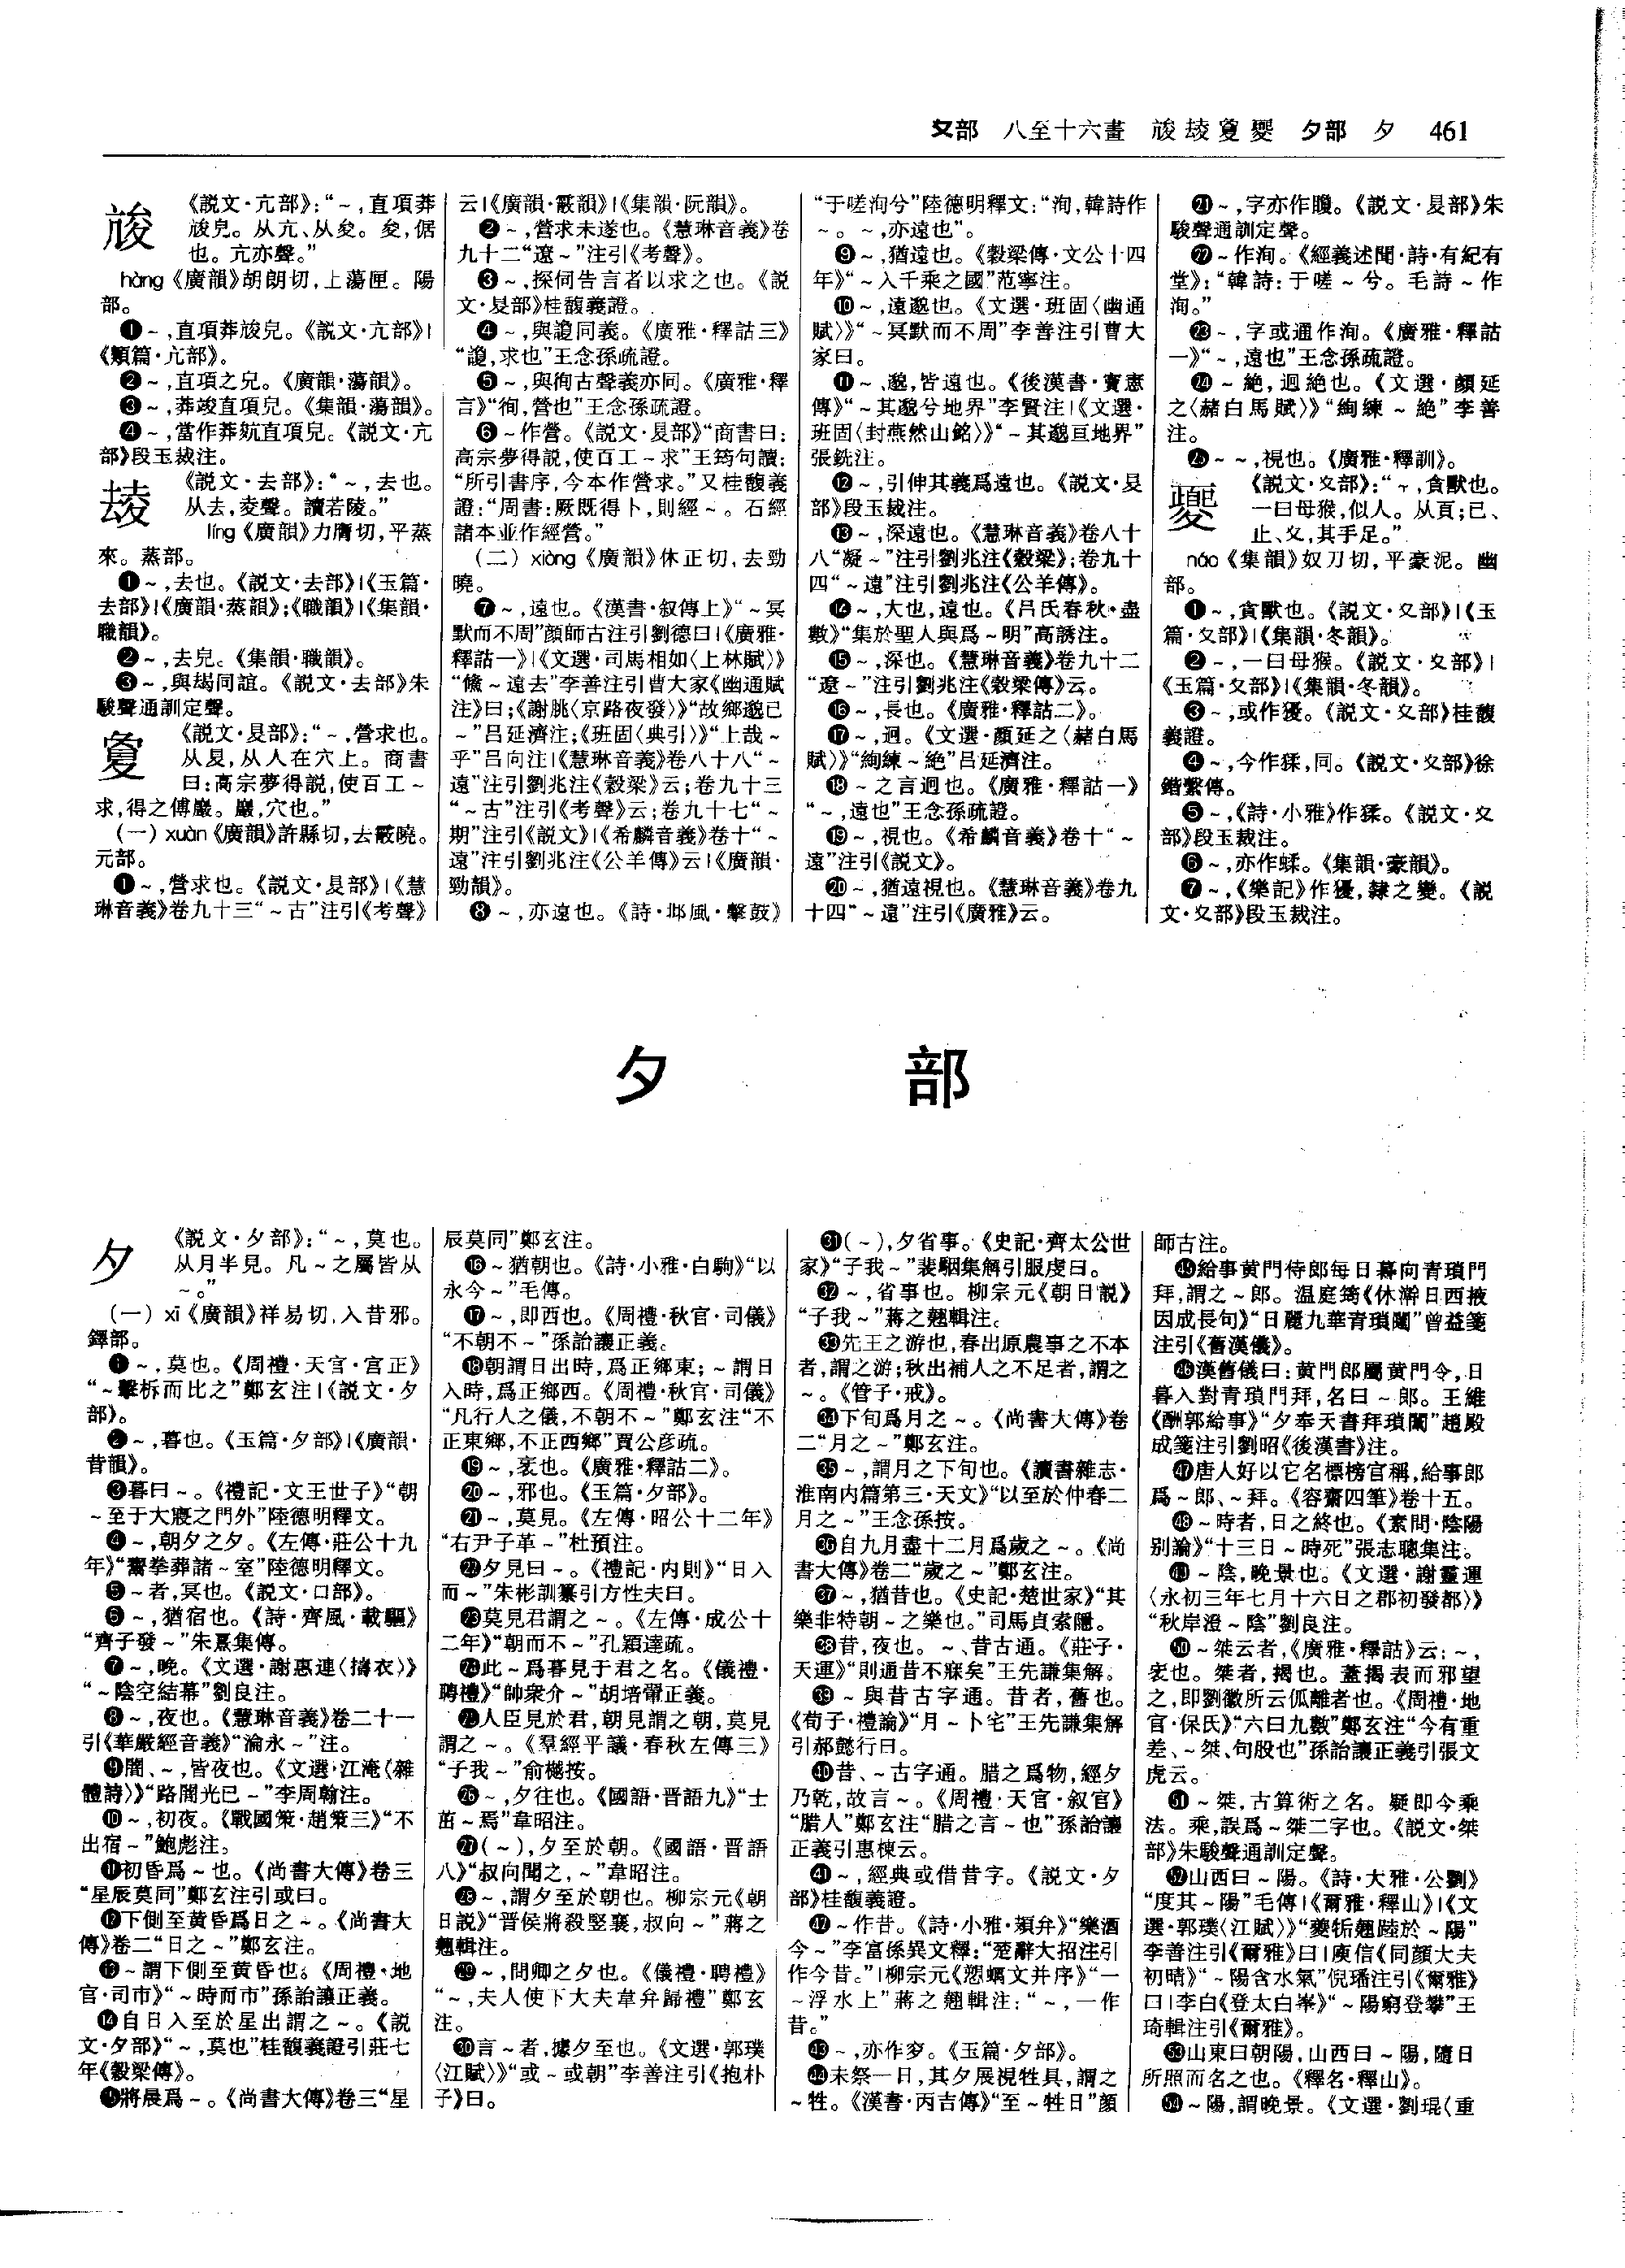 夊部 八至十六畫 㚕㚓夐夒 夕部 夕 461
《説文·亢部》：“～，直項莽
㚕皃。从亢、从夋。夋，倨
也。亢亦聲。”
hàng《廣韻》胡朗切，上蕩匣。陽
部。
❶～，直項莽㚕皃。《説文·亢部》|
《類篇·亢部》。
❷～，直項之皃。《廣韻·蕩韻》。
❸～，莽㚕直項皃。《集韻·蕩韻》。
❹～，當作莽䀪直項皃。《説文·亢
部》段玉裁注。
《説文·去部》：“～，去也。
从去，夌聲。讀若陵。”
líng《廣韻》力膺切，平蒸
來。蒸部。
❶～，去也。《説文·去部》|《玉篇·
去部》|《廣韻·蒸韻》；《職韻》|《集韻·
職韻》。
❷～，去皃。《集韻·職韻》。
❸～，與朅同誼。《説文·去部》朱
駿聲通訓定聲。
夐
《説文·𥄎部》：“～，營求也。
从𥄎，从人在穴上。商書
曰：高宗夢得説，使百工～
求，得之傅巖。巖，穴也。”
（一）xuàn《廣韻》許縣切，去霰曉。
元部。
❶～，營求也。《説文·𥄎部》|《慧
琳音義》卷九十三“～古”注引《考聲》
云|《廣韻·霰韻》|《集韻·阮韻》。
❷～，營求未遂也。《慧琳音義》卷
九十二“遼～”注引《考聲》。
❸～，探伺告言者以求之也。《説
文·𥄎部》桂馥義證。
❹～，與讂同義。《廣雅·釋詁三》
“讂，求也”王念孫疏證。
❺～，與徇古聲義亦同。《廣雅·釋
言》“徇，營也”王念孫疏證。
❻～作營。《説文·𥄎部》“商書曰：
高宗夢得説，使百工～求”王筠句讀：
“所引書序，今本作營求。”又桂馥義
證：“周書：厥既得卜，則經～。石經
諸本並作經營。”
（二）xiòng《廣韻》休正切，去勁
曉。
❼～，遠也。《漢書·叙傳上》“～冥
默而不周”顔師古注引劉德曰|《廣雅·
釋詁一》|《文選·司馬相如〈上林賦〉》
“儵～遠去”李善注引曹大家《幽通賦
注》曰；《謝朓〈京路夜發〉》“故鄉邈已
～”吕延濟注；《班固〈典引〉》“上哉～
乎”吕向注|《慧琳音義》卷八十八“～
遠”注引劉兆注《穀梁》云；卷九十三
“～古”注引《考聲》云；卷九十七“～
期”注引《説文》|《希麟音義》卷十“～
遠”注引劉兆注《公羊傳》云|《廣韻·
勁韻》。
❽～，亦遠也。《詩·邶風·擊鼓》
“于嗟洵兮”陸德明釋文：“洵，韓詩作
～。～，亦遠也”。
❾～，猶遠也。《穀梁傳·文公十四
年》“～入千乘之國”范甯注。
❿～，遠邈也。《文選·班固〈幽通
賦〉》“～冥默而不周”李善注引曹大
家曰。
⓫～、邈，皆遠也。《後漢書·竇憲
傳》“～其邈兮地界”李賢注|《文選·
班固〈封燕然山銘〉》“～其邈亘地界”
張銑注。
⓬～，引伸其義爲遠也。《説文·𥄎
部》段玉裁注。
⓭～，深遠也。《慧琳音義》卷八十
八“凝～”注引劉兆注《穀梁》；卷九十
四“～遠”注引劉兆注《公羊傳》。
⓮～，大也，遠也。《吕氏春秋·盡
數》“集於聖人與爲～明”高誘注。
⓯～，深也。《慧琳音義》卷九十二
“遼～”注引劉兆注《穀梁傳》云。
⓰～，長也。《廣雅·釋詁二》。
⓱～，迥。《文選·顔延之〈赭白馬
賦〉》“絢練～絶”吕延濟注。
⓲～之言迥也。《廣雅·釋詁一》
“～，遠也”王念孫疏證。
⓳～，視也。《希麟音義》卷十“～
遠”注引《説文》。
⓴～，猶遠視也。《慧琳音義》卷九
十四“～遠”注引《廣雅》云。
㉑～，字亦作矎。《説文·𥄎部》朱
駿聲通訓定聲。
㉒～作洵。《經義述聞·詩·有紀有
堂》：“韓詩：于嗟～兮。毛詩～作
洵。”
㉓～，字或通作洵。《廣雅·釋詁
一》“～，遠也”王念孫疏證。
㉔～絶，迥絶也。《文選·顔延
之〈赭白馬賦〉》“絢練～絶”李善
注。
㉕～～，視也。《廣雅·釋訓》。
夒
《説文·夊部》：“～，貪獸也。
一曰母猴，似人。从頁；巳、
止、夊，其手足。”
náo《集韻》奴刀切，平豪泥。幽
部。
❶～，貪獸也。《説文·夊部》|《玉
篇·夊部》|《集韻·冬韻》。
❷～，一曰母猴。《説文·夊部》|
《玉篇·夊部》|《集韻·冬韻》。
❸～，或作獿。《説文·夊部》桂馥
義證。
❹～，今作猱，同。《説文·夊部》徐
鍇繫傳。
❺～，《詩·小雅》作猱。《説文·夊
部》段玉裁注。
❻～，亦作蝚。《集韻·豪韻》。
❼～，《樂記》作獶，隸之變。《説
文·夊部》段玉裁注。
夕 部
夕
《説文·夕部》：“～，莫也。
从月半見。凡～之屬皆从
～。”
（一）xī《廣韻》祥易切，入昔邪。
鐸部。
❶～，莫也。《周禮·天官·宫正》
“～擊柝而比之”鄭玄注|《説文·夕
部》。
❷～，暮也。《玉篇·夕部》|《廣韻·
昔韻》。
❸暮曰～。《禮記·文王世子》“朝
～至于大寢之門外”陸德明釋文。
❹～，朝夕之夕。《左傳·莊公十九
年》“鬻拳葬諸～室”陸德明釋文。
❺～者，冥也。《説文·口部》。
❻～，猶宿也。《詩·齊風·載驅》
“齊子發～”朱熹集傳。
❼～，晚。《文選·謝惠連〈擣衣〉》
“～陰空結幕”劉良注。
❽～，夜也。《慧琳音義》卷二十一
引《華嚴經音義》“淪永～”注。
❾闇、～，皆夜也。《文選·江淹〈雜
體詩〉》“路闇光已～”李周翰注。
❿～，初夜。《戰國策·趙策三》“不
出宿～”鮑彪注。
⓫初昏爲～也。《尚書大傳》卷三
“星辰莫同”鄭玄注引或曰。
⓬下側至黄昏爲日之～。《尚書大
傳》卷二“日之～”鄭玄注。
⓭～謂下側至黄昏也。《周禮·地
官·司市》“～時而市”孫詒讓正義。
⓮自日入至於星出謂之～。《説
文·夕部》“～，莫也”桂馥義證引莊七
年《穀梁傳》。
⓯將晨爲～。《尚書大傳》卷三“星
辰莫同”鄭玄注。
⓰～猶朝也。《詩·小雅·白駒》“以
永今～”毛傳。
⓱～，即西也。《周禮·秋官·司儀》
“不朝不～”孫詒讓正義。
⓲朝謂日出時，爲正鄉東；～謂日
入時，爲正鄉西。《周禮·秋官·司儀》
“凡行人之儀，不朝不～”鄭玄注“不
正東鄉，不正西鄉”賈公彦疏。
⓳～，衺也。《廣雅·釋詁二》。
⓴～，邪也。《玉篇·夕部》。
㉑～，莫見。《左傳·昭公十二年》
“右尹子革～”杜預注。
㉒夕見曰～。《禮記·内則》“日入
而～”朱彬訓纂引方性夫曰。
㉓莫見君謂之～。《左傳·成公十
二年》“朝而不～”孔穎達疏。
㉔此～爲暮見于君之名。《儀禮·
聘禮》“帥衆介～”胡培翬正義。
㉕人臣見於君，朝見謂之朝，莫見
謂之～。《羣經平議·春秋左傳三》
“子我～”俞樾按。
㉖～，夕往也。《國語·晋語九》“士
茁～焉”韋昭注。
㉗（～），夕至於朝。《國語·晋語
八》“叔向聞之，～”韋昭注。
㉘～，謂夕至於朝也。柳宗元《朝
日説》“晋侯將殺豎襄，叔向～”蔣之
翹輯注。
㉙～，問卿之夕也。《儀禮·聘禮》
“～，夫人使下大夫韋弁歸禮”鄭玄
注。
㉚言～者，據夕至也。《文選·郭璞
〈江賦〉》“或～或朝”李善注引《抱朴
子》曰。
㉛（～），夕省事。《史記·齊太公世
家》“子我～”裴駰集解引服虔曰。
㉜～，省事也。柳宗元《朝日説》
“子我～”蔣之翹輯注。
㉝先王之游也，春出原農事之不本
者，謂之游；秋出補人之不足者，謂之
～。《管子·戒》。
㉞下旬爲月之～。《尚書大傳》卷
二“月之～”鄭玄注。
㉟～，謂月之下旬也。《讀書雜志·
淮南内篇第三·天文》“以至於仲春二
月之～”王念孫按。
㊱自九月盡十二月爲歲之～。《尚
書大傳》卷二“歲之～”鄭玄注。
㊲～，猶昔也。《史記·楚世家》“其
樂非特朝～之樂也。”司馬貞索隱。
㊳昔，夜也。～、昔古通。《莊子·
天運》“則通昔不寐矣”王先謙集解。
㊴～與昔古字通。昔者，舊也。
《荀子·禮論》“月～卜宅”王先謙集解
引郝懿行曰。
㊵昔、～古字通。腊之爲物，經夕
乃乾，故言～。《周禮·天官·叙官》
“腊人”鄭玄注“腊之言～也”孫詒讓
正義引惠棟云。
㊶～，經典或借昔字。《説文·夕
部》桂馥義證。
㊷～作昔。《詩·小雅·頍弁》“樂酒
今～”李富孫異文釋：“楚辭大招注引
作今昔。”|柳宗元《愬螭文并序》“一
～浮水上”蔣之翹輯注：“～，一作
昔。”
㊸～，亦作穸。《玉篇·夕部》。
㊹未祭一日，其夕展視牲具，謂之
～牲。《漢書·丙吉傳》“至～牲日”顔
師古注。
㊺給事黄門侍郎每日暮向青瑣門
拜，謂之～郎。温庭筠《休澣日西掖
因成長句》“日麗九華青瑣闥”曾益箋
注引《舊漢儀》。
㊻漢舊儀曰：黄門郎屬黄門令，日
暮入對青瑣門拜，名曰～郎。王維
《酬郭給事》“夕奉天書拜瑣闈”趙殿
成箋注引劉昭《後漢書》注。
㊼唐人好以它名標榜官稱，給事郎
爲～郎、～拜。《容齋四筆》卷十五。
㊽～時者，日之終也。《素問·陰陽
别論》“十三日～時死”張志聰集注。
㊾～陰，晚景也。《文選·謝靈運
〈永初三年七月十六日之郡初發都〉》
“秋岸澄～陰”劉良注。
㊿～桀云者，《廣雅·釋詁》云：～，
衺也。桀者，揭也。蓋揭表而邪望
之，即劉徽所云孤離者也。《周禮·地
官·保氏》“六曰九數”鄭玄注“今有重
差、～桀、句股也”孫詒讓正義引張文
虎云。
51～桀，古算術之名。疑即今乘
法。乘，誤爲～桀二字也。《説文·桀
部》朱駿聲通訓定聲。
52山西曰～陽。《詩·大雅·公劉》
“度其～陽”毛傳|《爾雅·釋山》|《文
選·郭璞〈江賦〉》“夔㸸翹踛於～陽”
李善注引《爾雅》曰|庾信《同顔大夫
初晴》“～陽含水氣”倪璠注引《爾雅》
曰|李白《登太白峯》“～陽窮登攀”王
琦輯注引《爾雅》。
53山東曰朝陽，山西曰～陽，隨日
所照而名之也。《釋名·釋山》。
54～陽，謂晚景。《文選·劉琨〈重